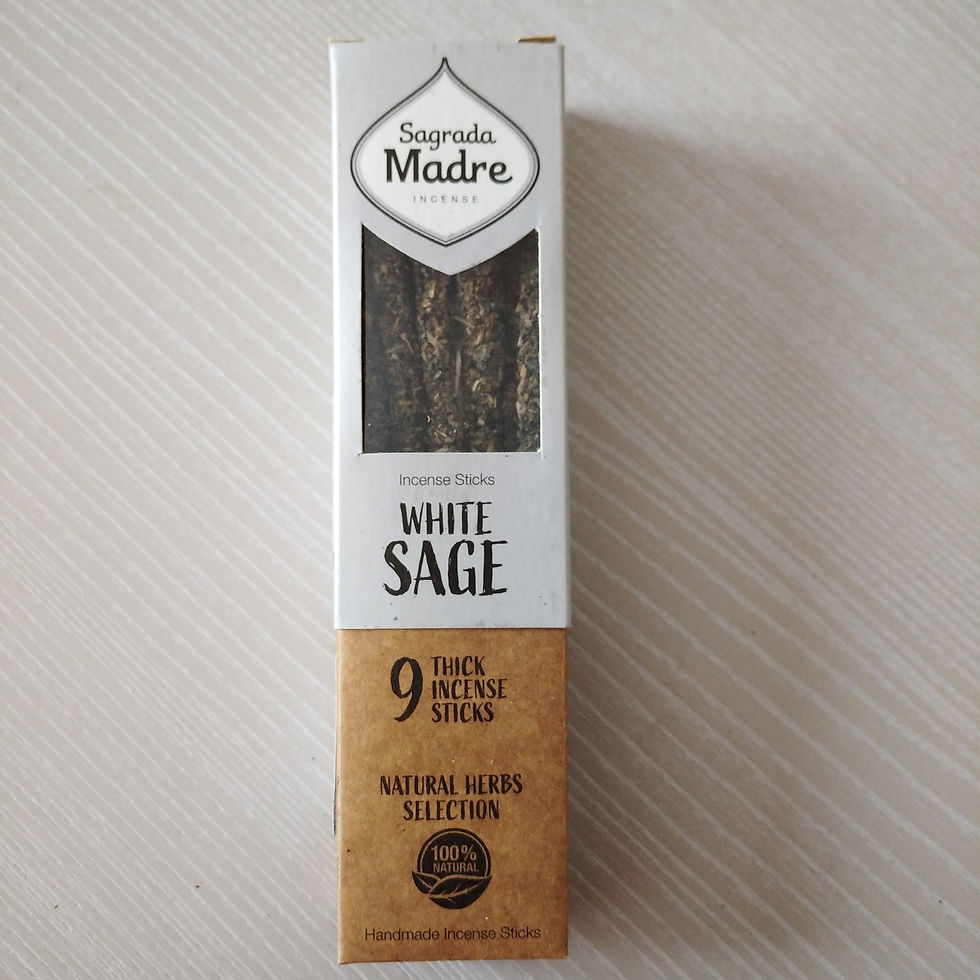 Sagrada
Madre
INCENSE
Incense Sticks
WHITE
SAGE
9 THICK
INCENSE
STICKS
NATURAL HERBS
SELECTION
100%
NATURAL
Handmade Incense Sticks